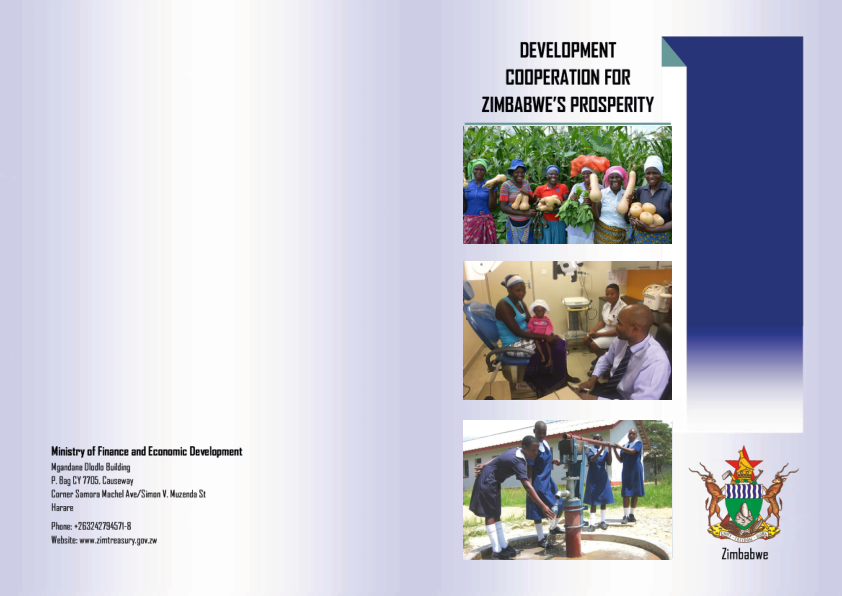 DEVELOPMENT
COOPERATION FOR
ZIMBABWE'S PROSPERITY
Ministry of Finance and Economic Development
Mgandane Dlodlo Building
P. Bag CY 7705, Causeway
Corner Samora Machel Ave/Simon V. Muzenda St
Harare
Phone: +263242794571-8
Website: www.zimtreasury.gov.zw
Zimbabwe